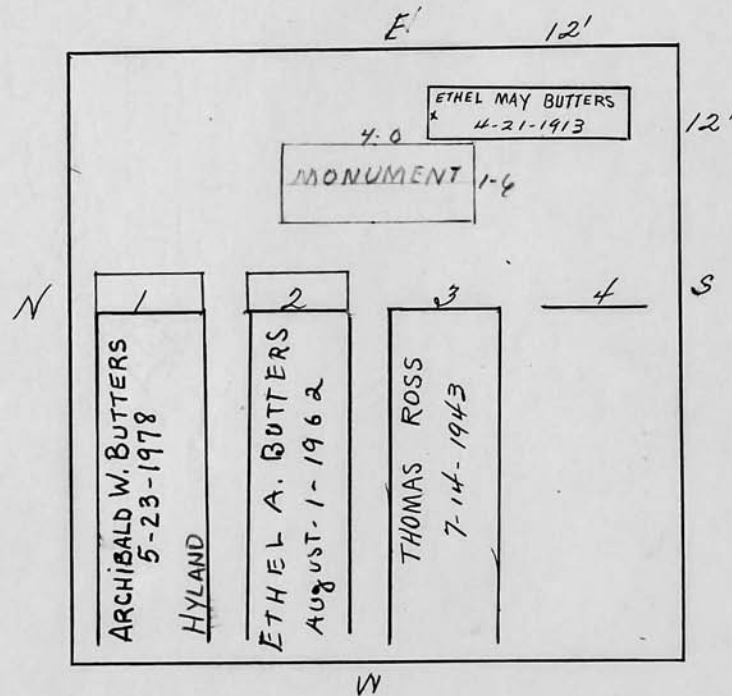 E
12'
ETHEL MAY BUTTERS
x 4-21-1913
12'
4-0
MONUMENT
1-6
N
1
2
3
4
S
ARCHIBALD W. BUTTERS
5-23-1978
HYLAND
ETHEL A. BUTTERS
AUgUST-1-1962
THOMAS ROSS
7-14-1943
W